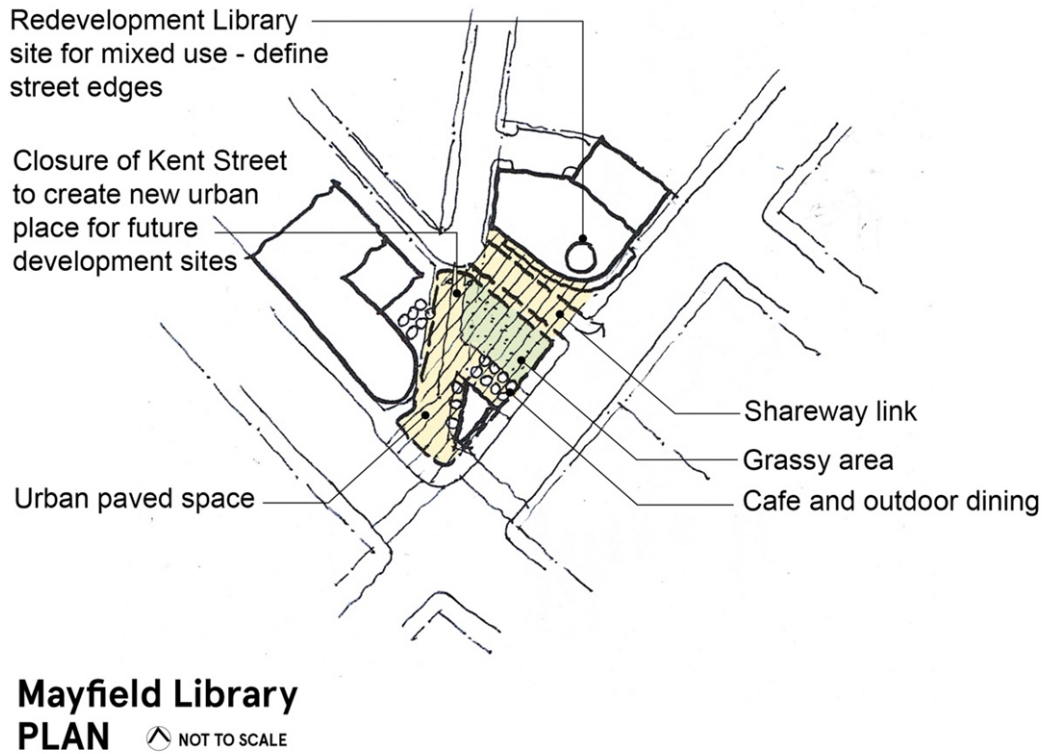 Redevelopment Library
site for mixed use - define
street edges
Closure of Kent Street
to create new urban
place for future
development sites
Shareway link
Grassy area
Urban paved space
Cafe and outdoor dining
Mayfield Library
PLAN
NOT TO SCALE